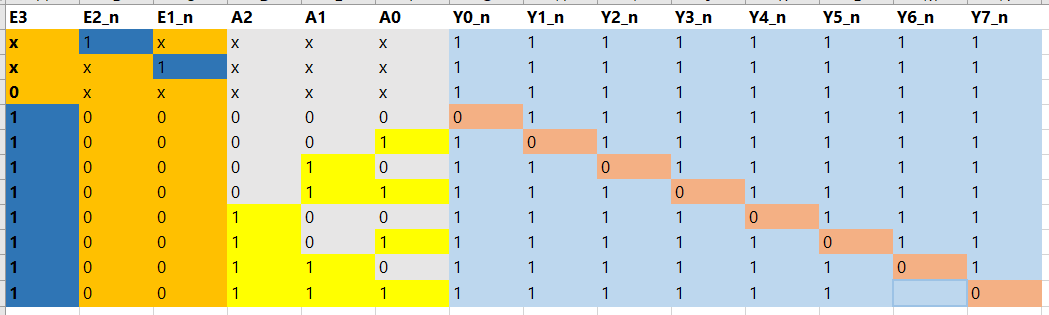 E3 E2_n E1_n A2 A1 A0 Y0_n Y1_n Y2_n Y3_n Y4_n Y5_n Y6_n Y7_n
x 1 x x x x 1 1 1 1 1 1 1 1
x x 1 x x x 1 1 1 1 1 1 1 1
0 x x x x x 1 1 1 1 1 1 1 1
1 0 0 0 0 0 0 1 1 1 1 1 1 1
1 0 0 0 0 1 1 0 1 1 1 1 1 1
1 0 0 0 1 0 1 1 0 1 1 1 1 1
1 0 0 0 1 1 1 1 1 0 1 1 1 1
1 0 0 1 0 0 1 1 1 1 0 1 1 1
1 0 0 1 0 1 1 1 1 1 1 0 1 1
1 0 0 1 1 0 1 1 1 1 1 1 0 1
1 0 0 1 1 1 1 1 1 1 1 1 0